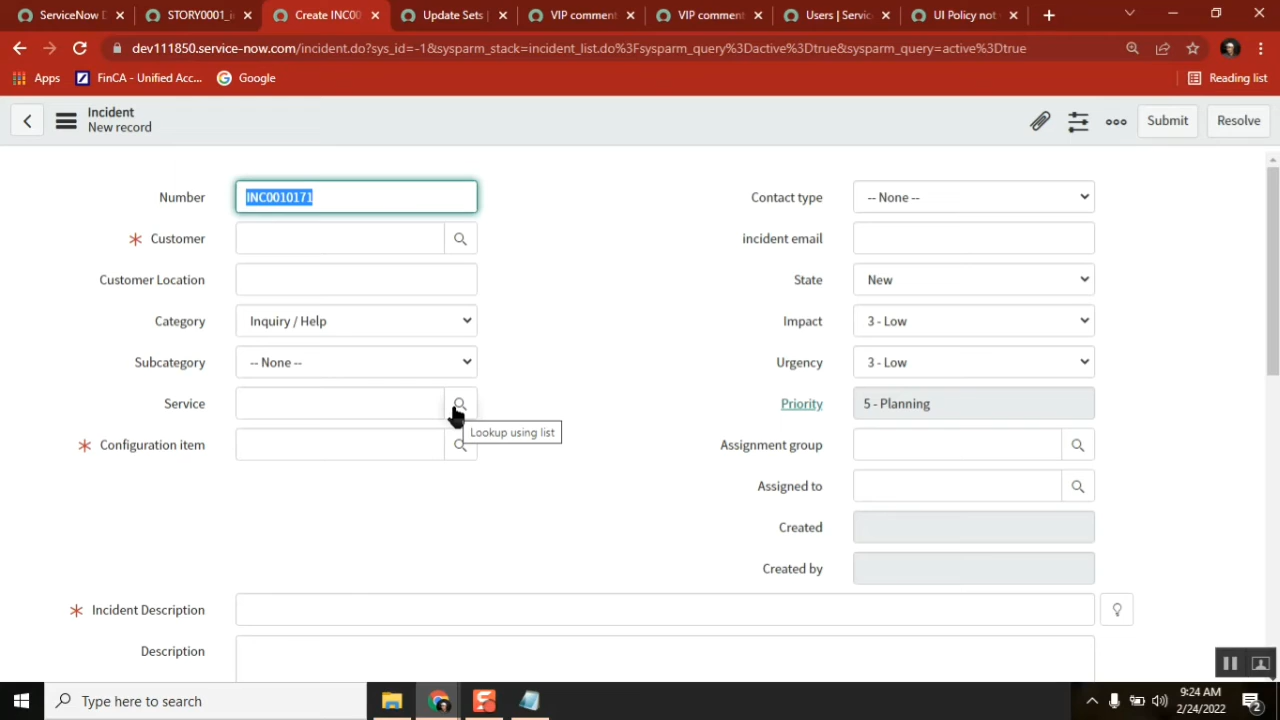 ServiceNow D
STORY0001_i
Create INC00
Update Sets |
VIP comment
VIP comment
Users | Servic
UI Policy not
dev111850.service-now.com/incident.do?sys_id=-1&sysparm_stack=incident_list.do%3Fsysparm_query%3Dactive%3Dtrue&sysparm_query=active%3Dtrue
Apps
FinCA - Unified Acc...
Google
Reading list
Incident
New record
Submit
Resolve
Number
INC0010171
Contact type
-- None --
Customer
incident email
Customer Location
State
New
Category
Inquiry / Help
Impact
3 - Low
Subcategory
-- None --
Urgency
3 - Low
Service
Priority
5 - Planning
Lookup using list
Configuration item
Assignment group
Assigned to
Created
Created by
Incident Description
Description
Type here to search
9:24 AM
2/24/2022
2